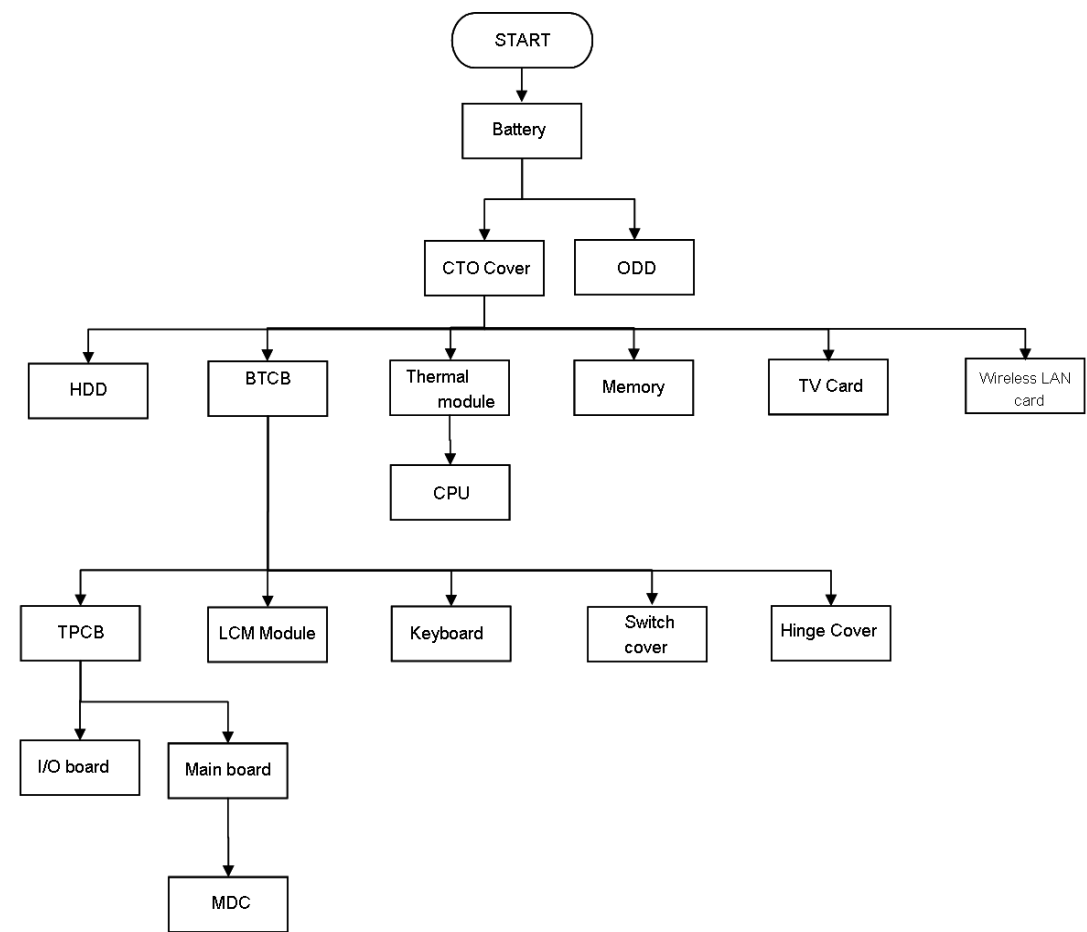 START
Battery
CTO Cover
ODD
HDD
BTCB
Thermal
module
Memory
TV Card
Wireless LAN
card
CPU
TPCB
LCM Module
Keyboard
Switch
cover
Hinge Cover
I/O board
Main board
MDC